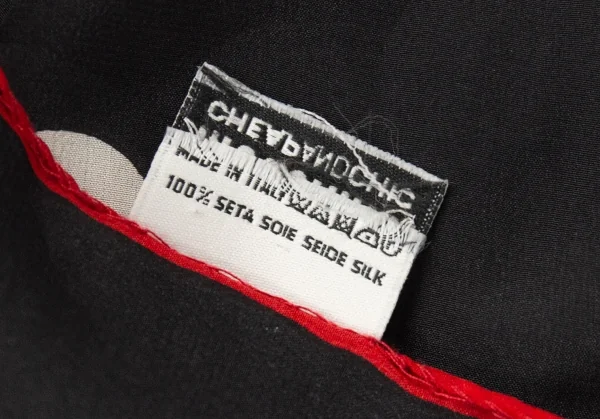 CHEAPANDCHIC
MADE IN ITALY
100% SETA SOIE SEIDE SILK